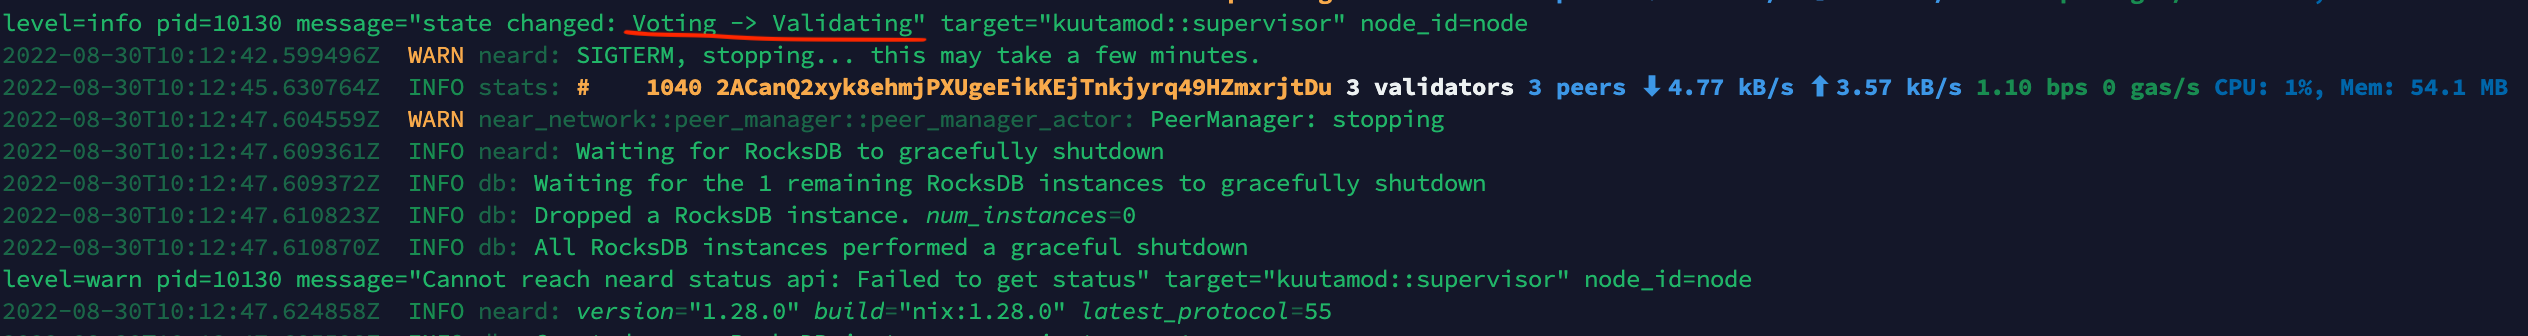 level=info pid=10130 message="state changed: Voting -> Validating" target="kuutamod::supervisor" node_id=node
2022-08-30T10:12:42.599496Z  WARN neard: SIGTERM, stopping... this may take a few minutes.
2022-08-30T10:12:45.630764Z  INFO stats: #    1040 2ACanQ2xyk8ehmjPXUgeEikKEjTnkjyrq49HZmxrjtDu 3 validators 3 peers ⬇ 4.77 kB/s ⬆ 3.57 kB/s 1.10 bps 0 gas/s CPU: 1%, Mem: 54.1 MB
2022-08-30T10:12:47.604559Z  WARN near_network::peer_manager::peer_manager_actor: PeerManager: stopping
2022-08-30T10:12:47.609361Z  INFO neard: Waiting for RocksDB to gracefully shutdown
2022-08-30T10:12:47.609372Z  INFO db: Waiting for the 1 remaining RocksDB instances to gracefully shutdown
2022-08-30T10:12:47.610823Z  INFO db: Dropped a RocksDB instance. num_instances=0
2022-08-30T10:12:47.610870Z  INFO db: All RocksDB instances performed a graceful shutdown
level=warn pid=10130 message="Cannot reach neard status api: Failed to get status" target="kuutamod::supervisor" node_id=node
2022-08-30T10:12:47.624858Z  INFO neard: version="1.28.0" build="nix:1.28.0" latest_protocol=55